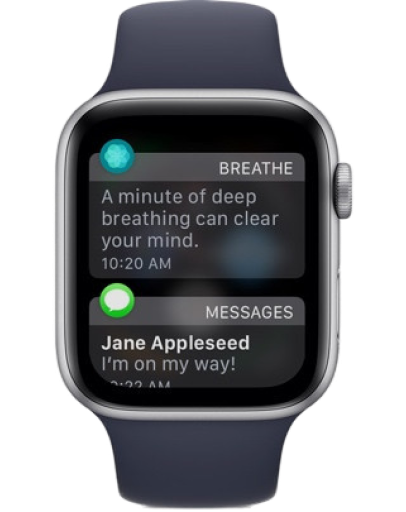 BREATHE
A minute of deep
breathing can clear
your mind.
10:20 AM
MESSAGES
Jane Appleseed
I'm on my way!